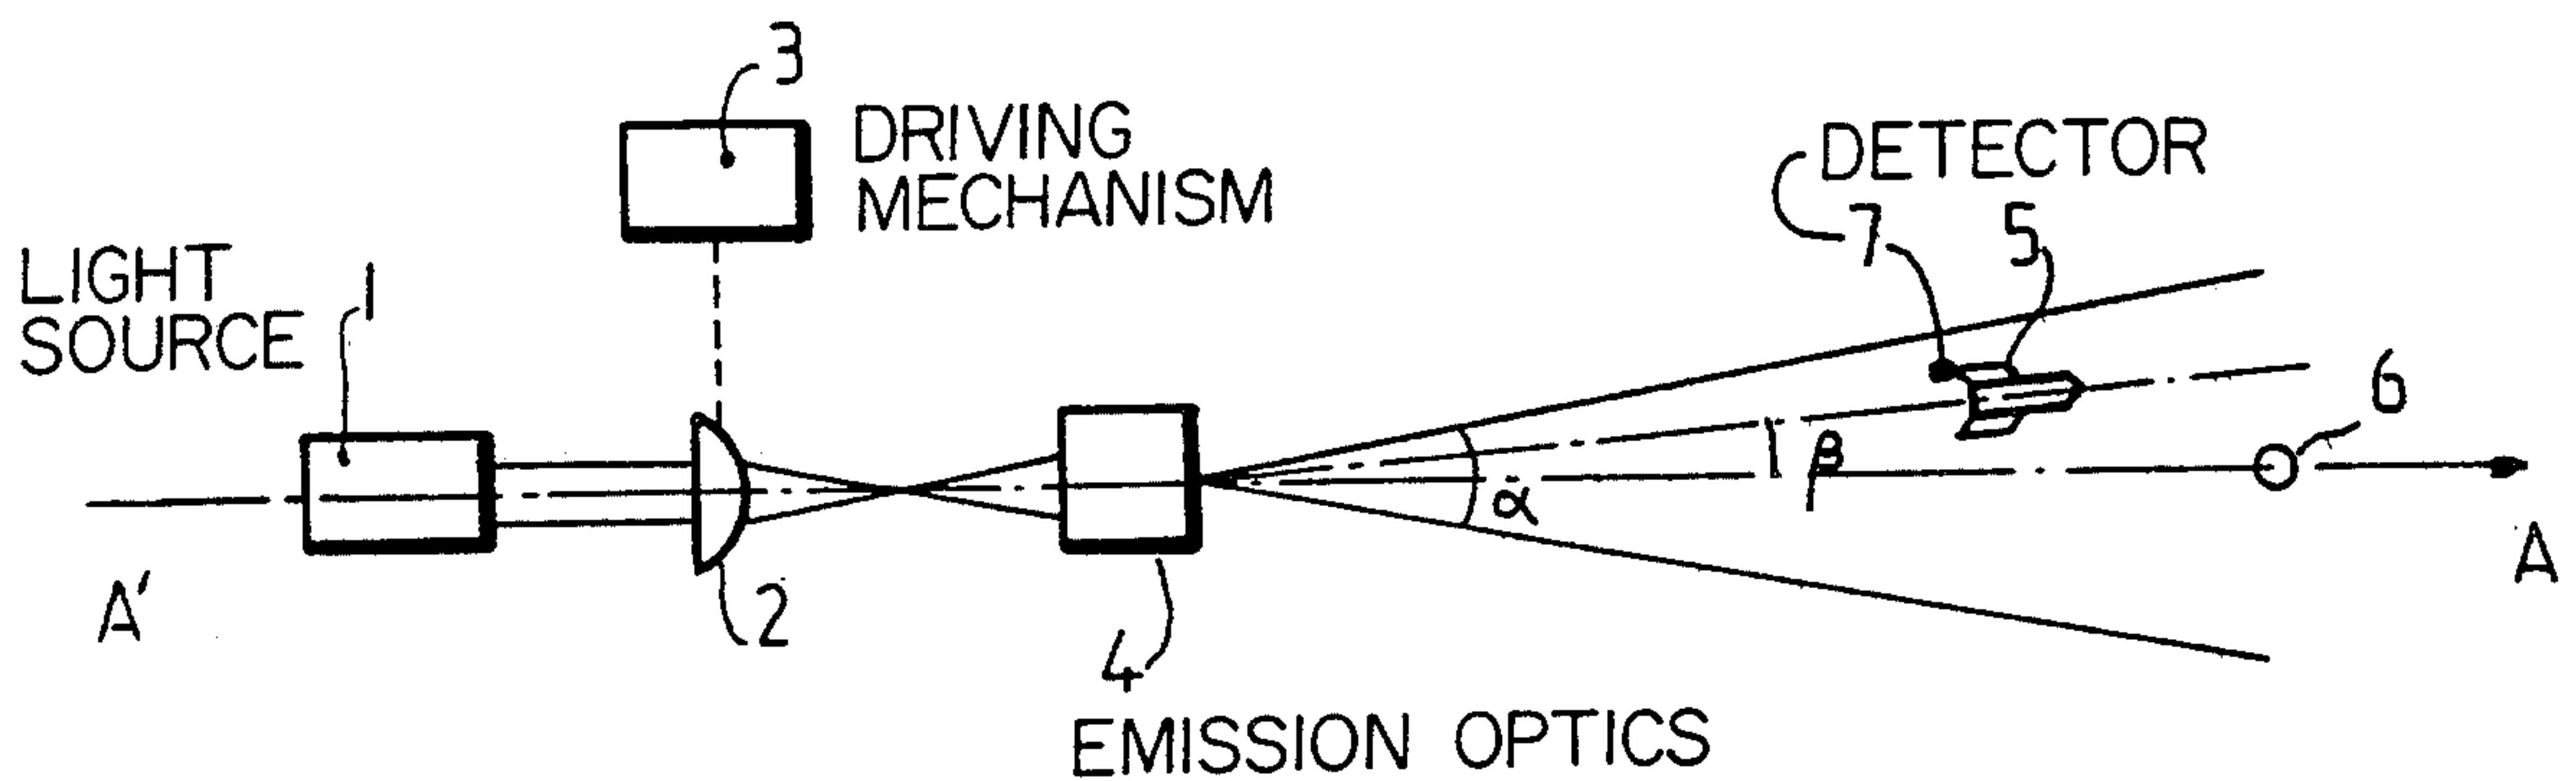 3
DRIVING
MECHANISM
DETECTOR
7
5
LIGHT
SOURCE
1
6
α
β
A'
2
4
A
EMISSION OPTICS